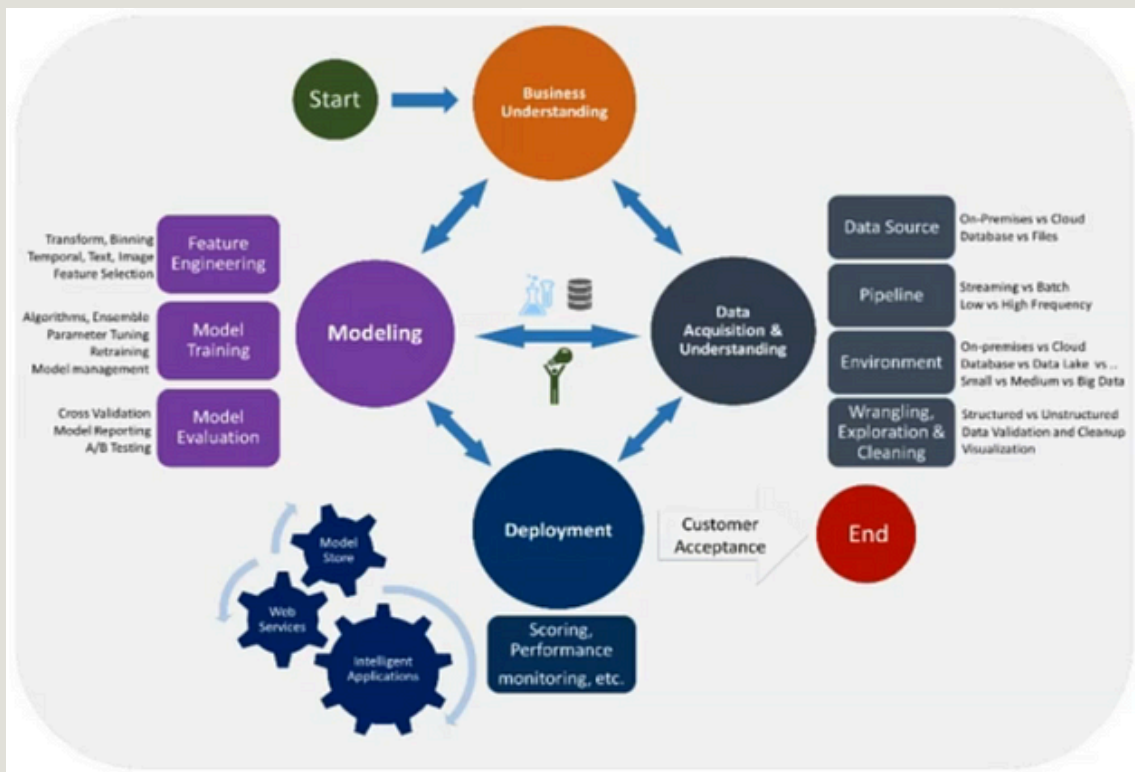 Start
Business
Understanding
Transform, Binning
Temporal, Text, Image
Feature Selection
Feature
Engineering
Algorithms, Ensemble
Parameter Tuning
Retraining
Model management
Model
Training
Cross Validation
Model Reporting
A/B Testing
Model
Evaluation
Modeling
Data
Acquisition &
Understanding
Data Source
On-Premises vs Cloud
Database vs Files
Pipeline
Streaming vs Batch
Low vs High Frequency
Environment
On-premises vs Cloud
Database vs Data Lake vs ..
Small vs Medium vs Big Data
Wrangling,
Exploration &
Cleaning
Structured vs Unstructured
Data Validation and Cleanup
Visualization
Deployment
Customer
Acceptance
End
Model
Store
Web
Services
Intelligent
Applications
Scoring,
Performance
monitoring, etc.